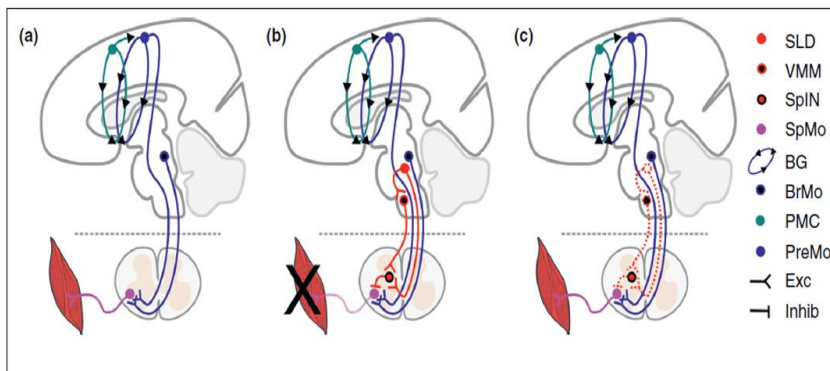 (a)
(b)
(c)
X
SLD
VMM
SpIN
SpMo
BG
BrMo
PMC
PreMo
Exc
Inhib